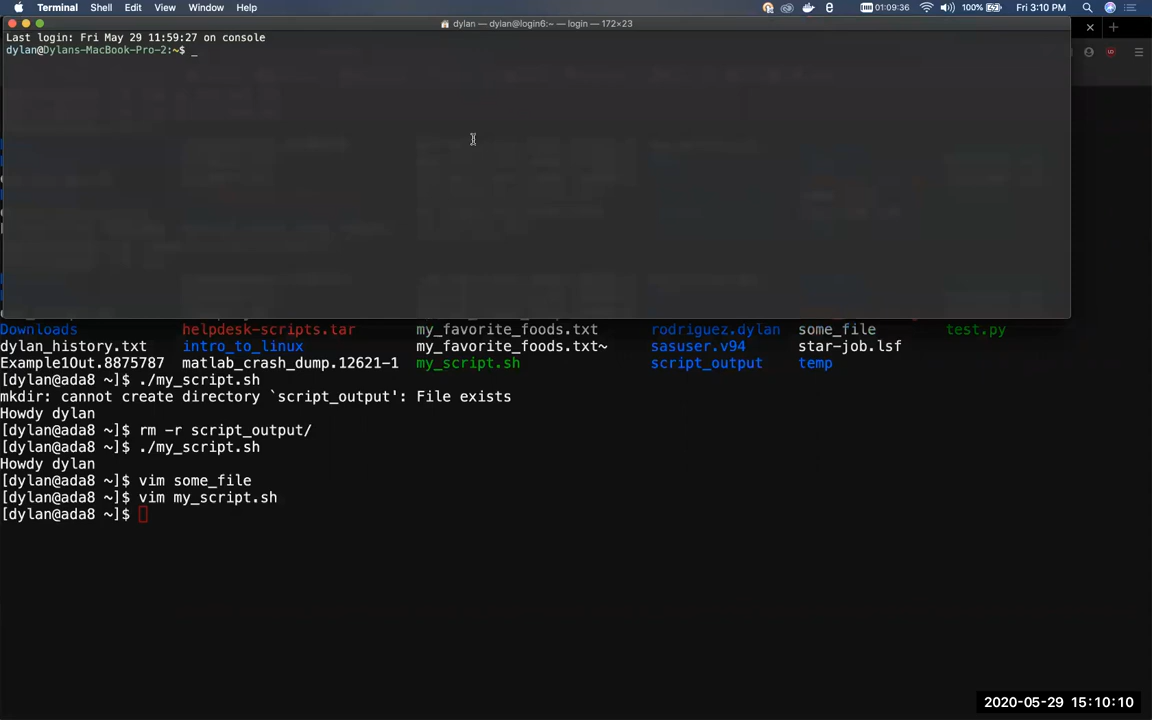 Terminal Shell Edit View Window Help 01:09:36 100% Fri 3:10 PM
dylan — dylan@login6:~ — login — 172×23
Last login: Fri May 29 11:59:27 on console
dylan@Dylans-MacBook-Pro-2:~$ _
Downloads helpdesk-scripts.tar my_favorite_foods.txt rodriguez.dylan some_file test.py
dylan_history.txt intro_to_linux my_favorite_foods.txt~ sasuser.v94 star-job.lsf
Example1Out.8875787 matlab_crash_dump.12621-1 my_script.sh script_output temp
[dylan@ada8 ~]$ ./my_script.sh
mkdir: cannot create directory `script_output': File exists
Howdy dylan
[dylan@ada8 ~]$ rm -r script_output/
[dylan@ada8 ~]$ ./my_script.sh
Howdy dylan
[dylan@ada8 ~]$ vim some_file
[dylan@ada8 ~]$ vim my_script.sh
[dylan@ada8 ~]$
2020-05-29 15:10:10